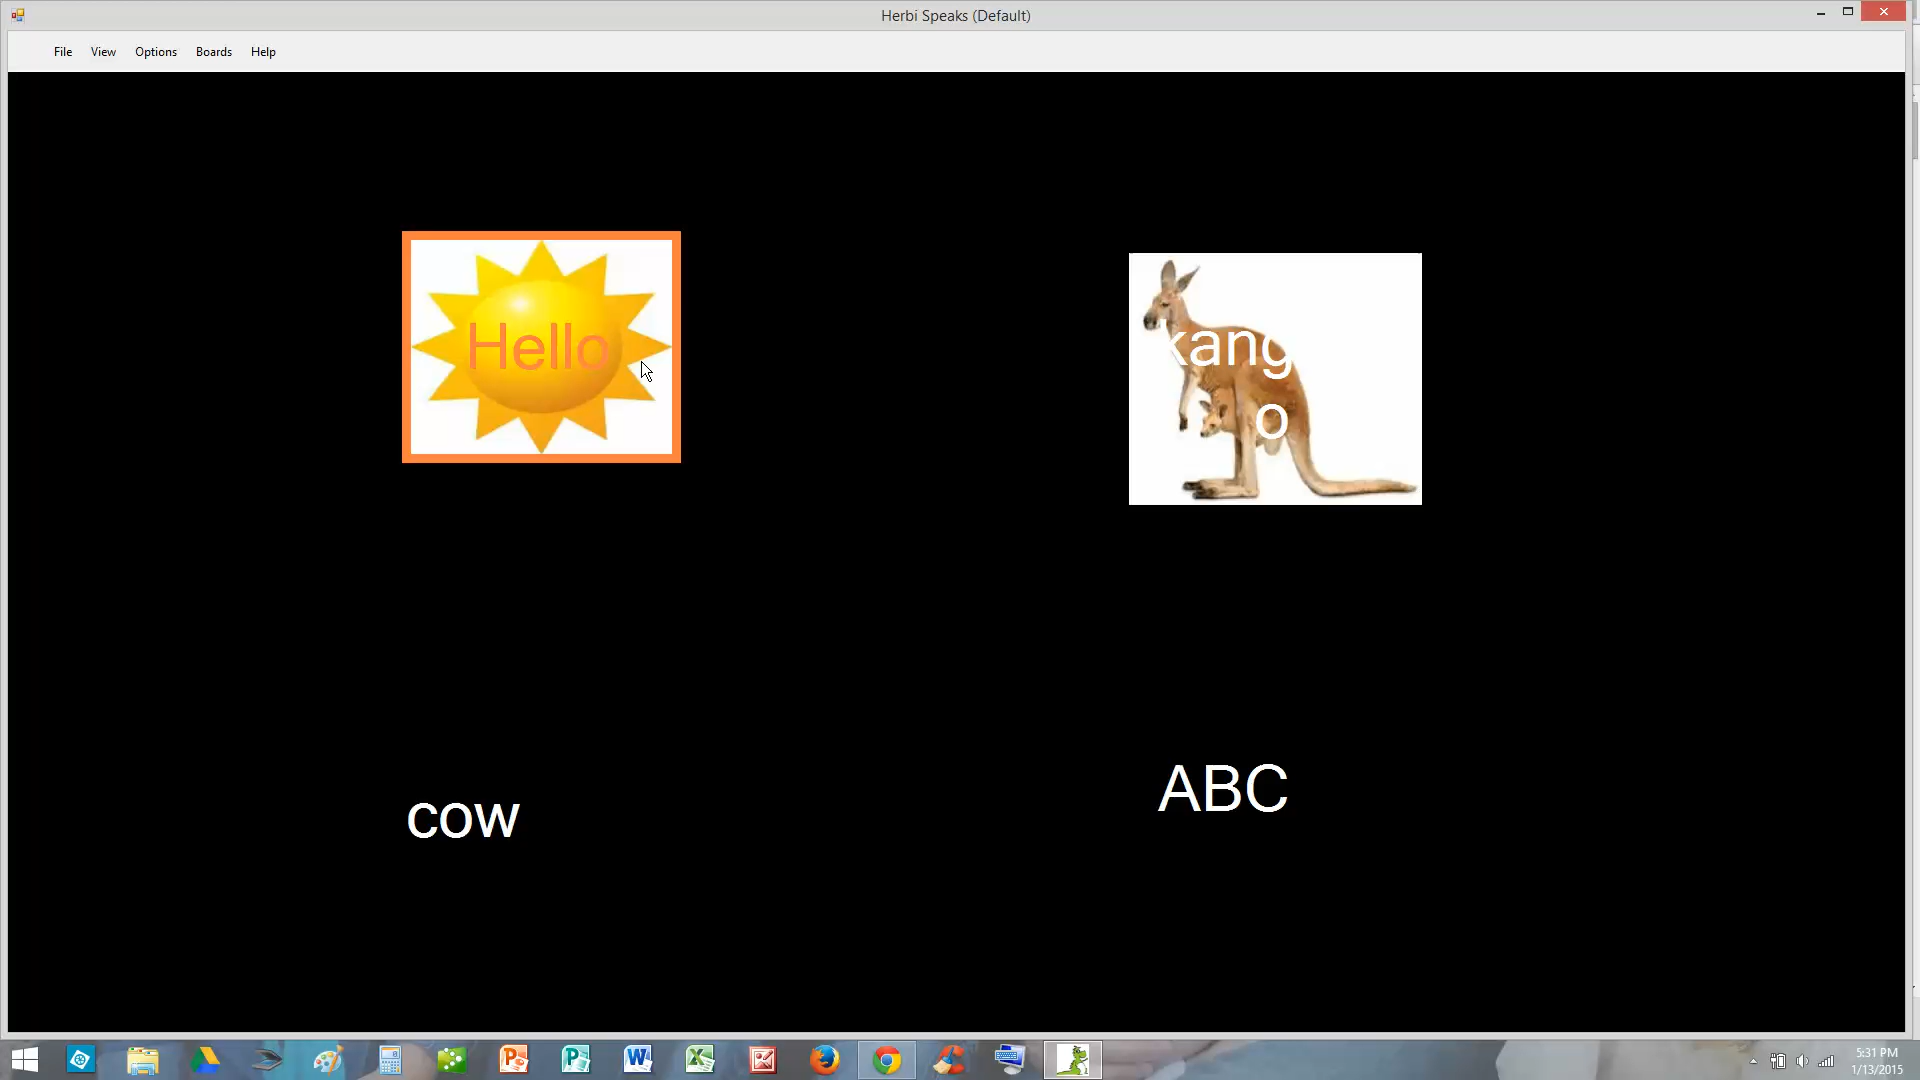 Herbi Speaks (Default)
File View Options Boards Help
Hello
kang
o
cow
ABC
5:31 PM
1/13/2015